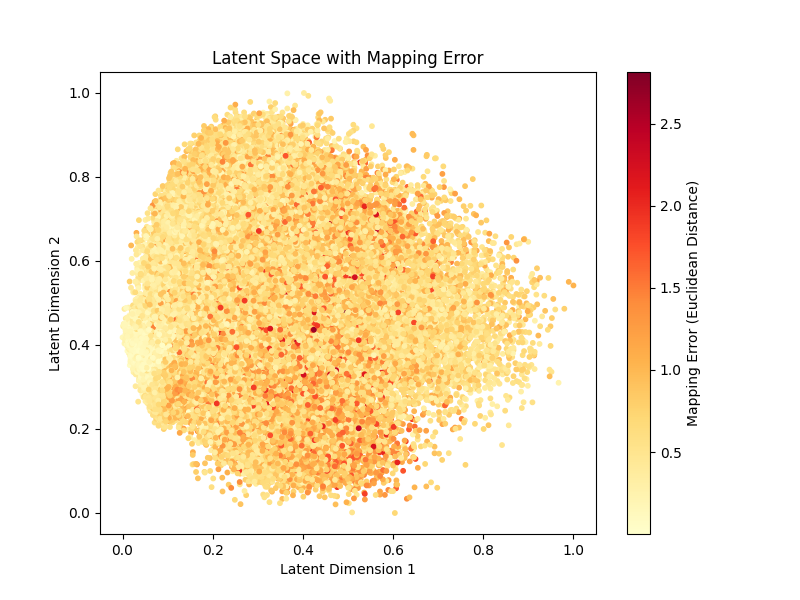 Latent Space with Mapping Error
Latent Dimension 2
1.0
0.8
0.6
0.4
0.2
0.0
0.0 0.2 0.4 0.6 0.8 1.0
Latent Dimension 1
2.5
2.0
1.5
1.0
0.5
Mapping Error (Euclidean Distance)